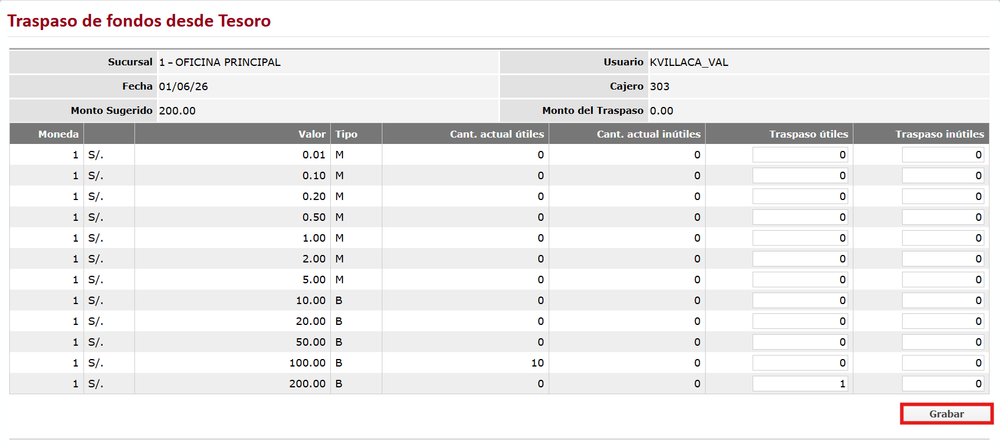 Traspaso de fondos desde Tesoro
Sucursal 1 - OFICINA PRINCIPAL Usuario KVILLACA_VAL
Fecha 01/06/26 Cajero 303
Monto Sugerido 200.00 Monto del Traspaso 0.00
Moneda Valor Tipo Cant. actual útiles Cant. actual inútiles Traspaso útiles Traspaso inútiles
1 S/. 0.01 M 0 0 0 0
1 S/. 0.10 M 0 0 0 0
1 S/. 0.20 M 0 0 0 0
1 S/. 0.50 M 0 0 0 0
1 S/. 1.00 M 0 0 0 0
1 S/. 2.00 M 0 0 0 0
1 S/. 5.00 M 0 0 0 0
1 S/. 10.00 B 0 0 0 0
1 S/. 20.00 B 0 0 0 0
1 S/. 50.00 B 0 0 0 0
1 S/. 100.00 B 10 0 0 0
1 S/. 200.00 B 0 0 1 0
Grabar